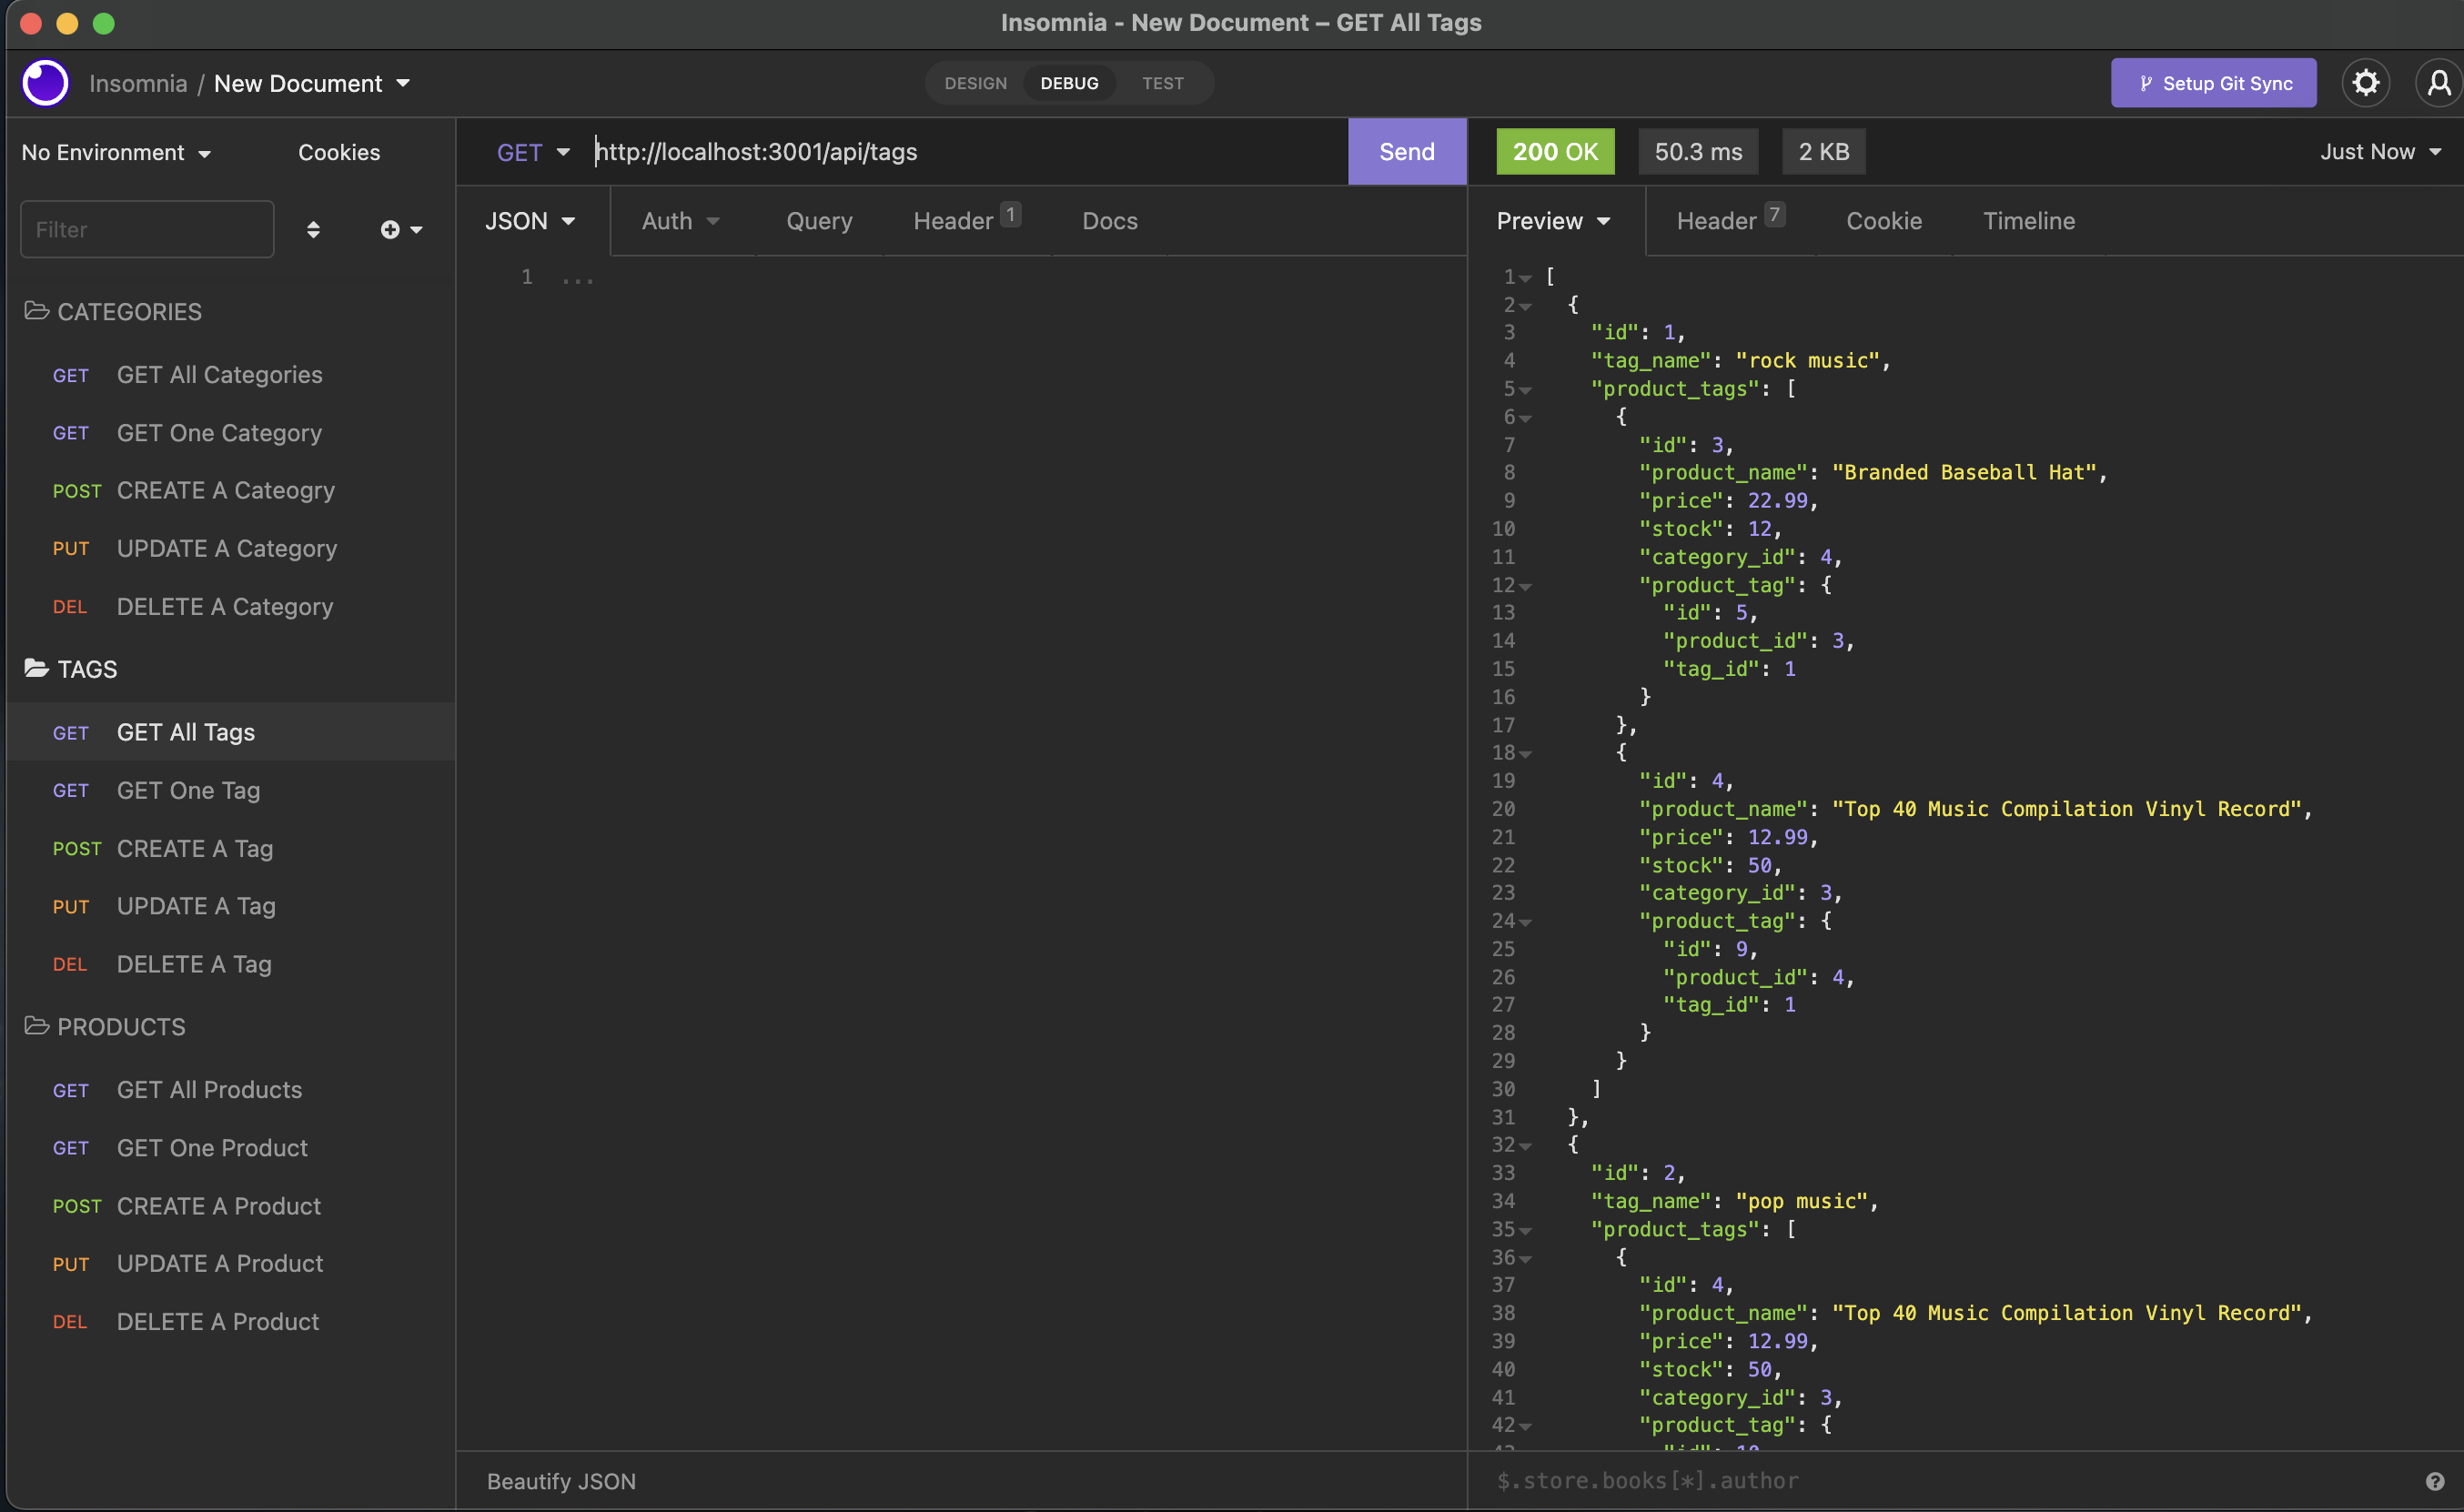 Insomnia - New Document – GET All Tags
Insomnia / New Document
DESIGN DEBUG TEST
Setup Git Sync
No Environment Cookies
Filter
CATEGORIES
GET GET All Categories
GET GET One Category
POST CREATE A Cateogry
PUT UPDATE A Category
DEL DELETE A Category
TAGS
GET GET All Tags
GET GET One Tag
POST CREATE A Tag
PUT UPDATE A Tag
DEL DELETE A Tag
PRODUCTS
GET GET All Products
GET GET One Product
POST CREATE A Product
PUT UPDATE A Product
DEL DELETE A Product
GET http://localhost:3001/api/tags Send
JSON Auth Query Header 1 Docs
1 ...
Beautify JSON
200 OK 50.3 ms 2 KB Just Now
Preview Header 7 Cookie Timeline
1 [
2 {
3 "id": 1,
4 "tag_name": "rock music",
5 "product_tags": [
6 {
7 "id": 3,
8 "product_name": "Branded Baseball Hat",
9 "price": 22.99,
10 "stock": 12,
11 "category_id": 4,
12 "product_tag": {
13 "id": 5,
14 "product_id": 3,
15 "tag_id": 1
16 }
17 },
18 {
19 "id": 4,
20 "product_name": "Top 40 Music Compilation Vinyl Record",
21 "price": 12.99,
22 "stock": 50,
23 "category_id": 3,
24 "product_tag": {
25 "id": 9,
26 "product_id": 4,
27 "tag_id": 1
28 }
29 }
30 ]
31 },
32 {
33 "id": 2,
34 "tag_name": "pop music",
35 "product_tags": [
36 {
37 "id": 4,
38 "product_name": "Top 40 Music Compilation Vinyl Record",
39 "price": 12.99,
40 "stock": 50,
41 "category_id": 3,
42 "product_tag": {
$.store.books[*].author